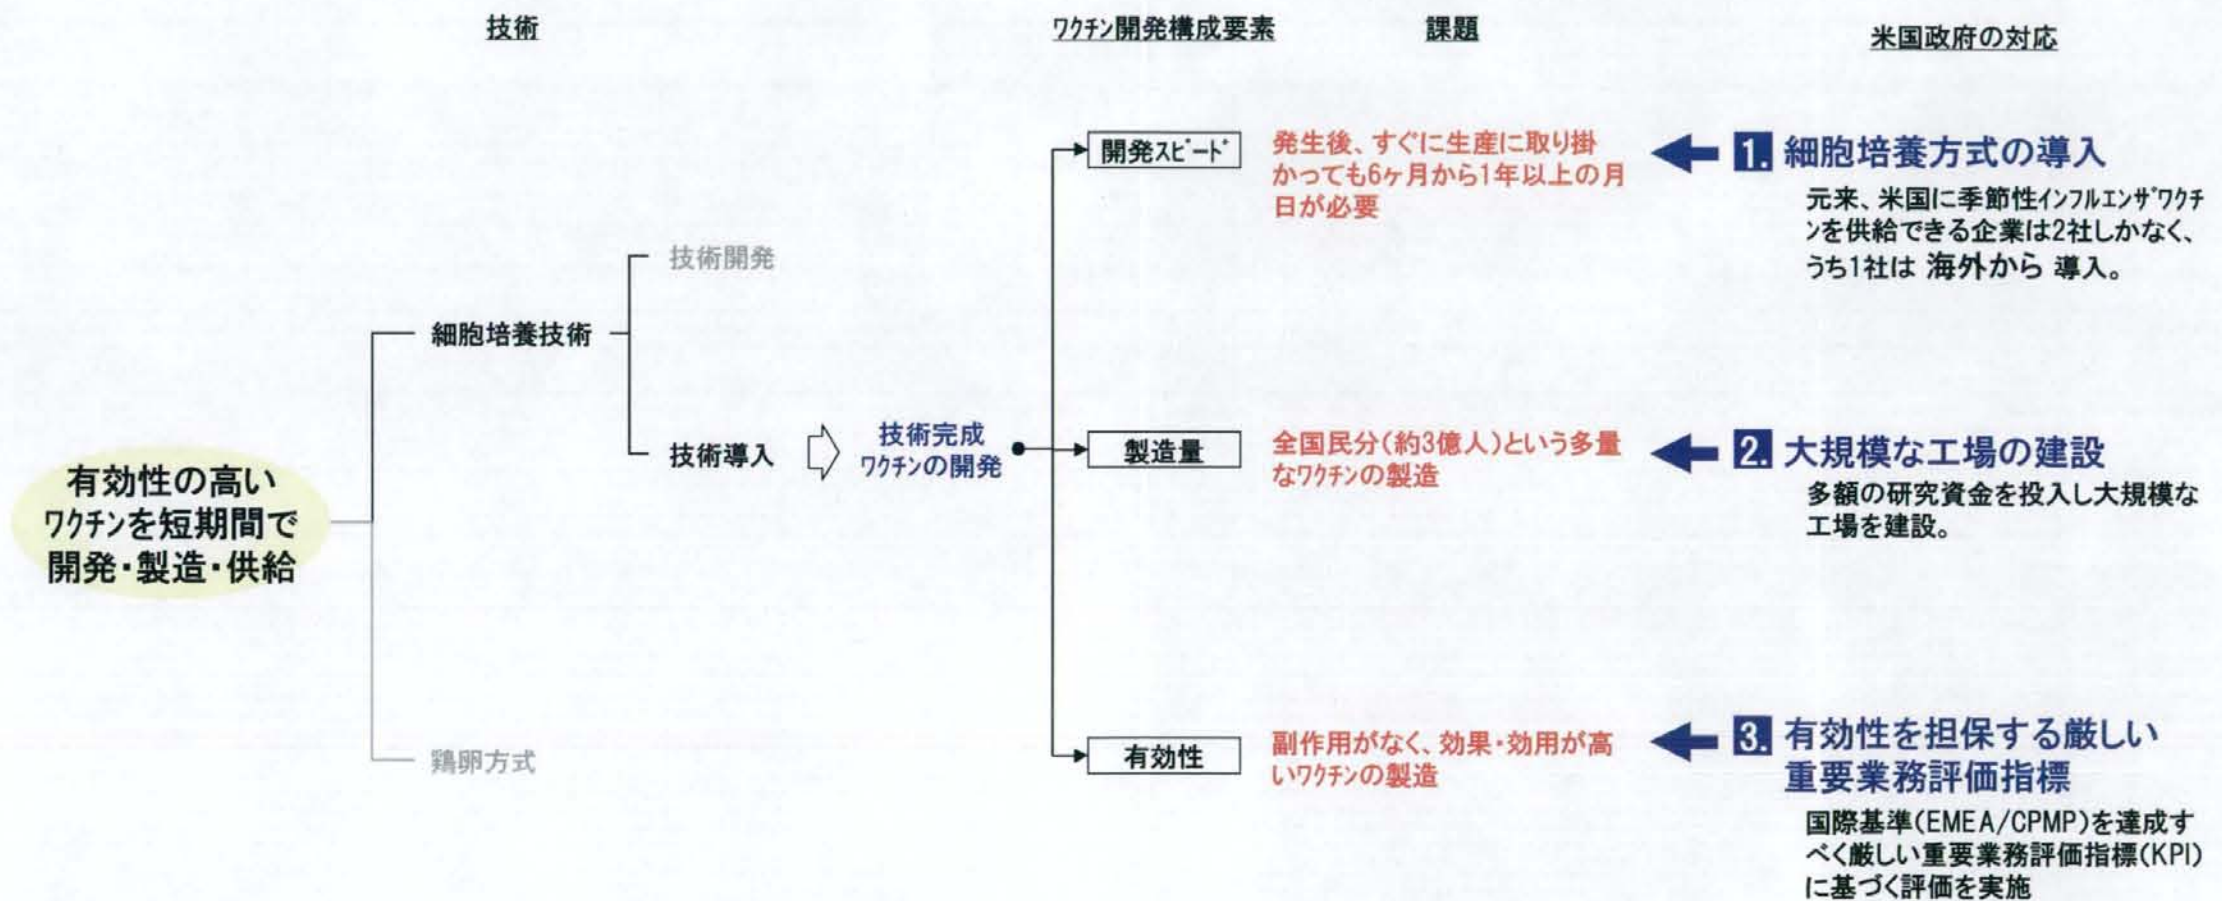 技術
ワクチン開発構成要素
課題
米国政府の対応
有効性の高い
ワクチンを短期間で
開発・製造・供給
細胞培養技術
鶏卵方式
技術開発
技術導入
技術完成
ワクチンの開発
開発スピード
発生後、すぐに生産に取り掛
かっても6ヶ月から1年以上の月
日が必要
1. 細胞培養方式の導入
元来、米国に季節性インフルエンザワクチ
ンを供給できる企業は2社しかなく、
うち1社は 海外から 導入。
製造量
全国民分(約3億人)という多量
なワクチンの製造
2. 大規模な工場の建設
多額の研究資金を投入し大規模な
工場を建設。
有効性
副作用がなく、効果・効用が高
いワクチンの製造
3. 有効性を担保する厳しい
重要業務評価指標
国際基準(EMEA/CPMP)を達成す
べく厳しい重要業務評価指標(KPI)
に基づく評価を実施